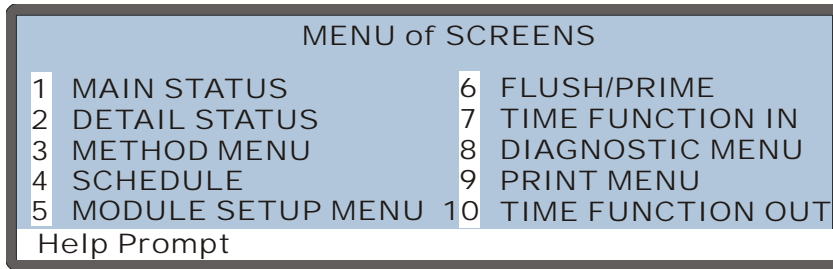 MENU of SCREENS
1 MAIN STATUS
2 DETAIL STATUS
3 METHOD MENU
4 SCHEDULE
5 MODULE SETUP MENU
6 FLUSH/PRIME
7 TIME FUNCTION IN
8 DIAGNOSTIC MENU
9 PRINT MENU
10 TIME FUNCTION OUT
Help Prompt